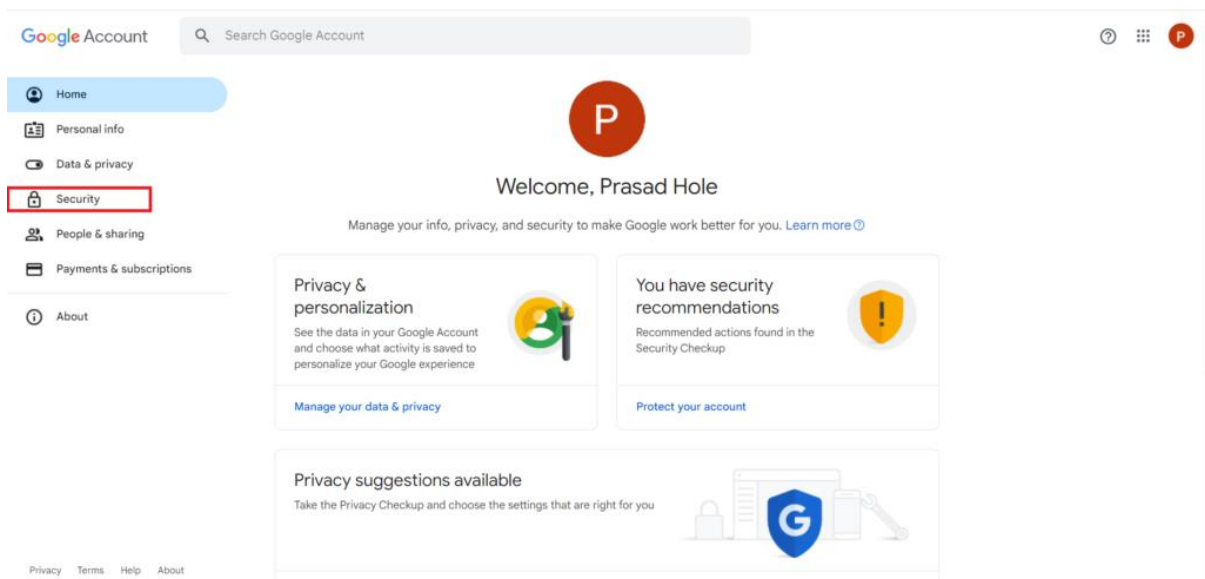 Google Account
Search Google Account
P
Home
Personal info
Data & privacy
Security
People & sharing
Payments & subscriptions
About
P
Welcome, Prasad Hole
Manage your info, privacy, and security to make Google work better for you. Learn more
Privacy &
personalization
See the data in your Google Account
and choose what activity is saved to
personalize your Google experience
Manage your data & privacy
You have security
recommendations
Recommended actions found in the
Security Checkup
Protect your account
Privacy suggestions available
Take the Privacy Checkup and choose the settings that are right for you
G
Privacy Terms Help About